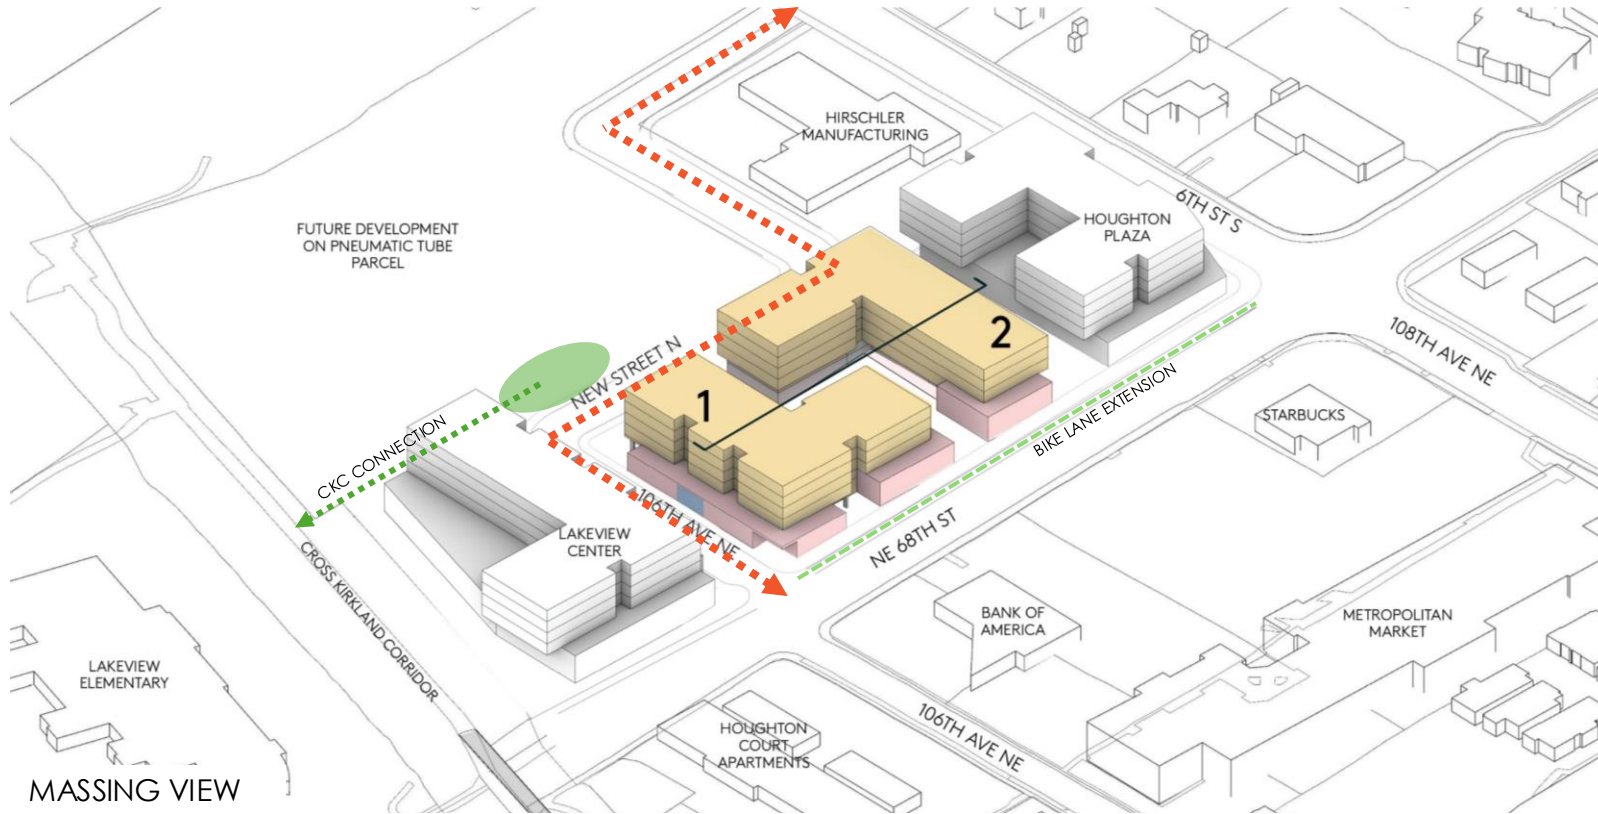 HIRSCHLER
MANUFACTURING
6TH ST S
HOUGHTON
PLAZA
FUTURE DEVELOPMENT
ON PNEUMATIC TUBE
PARCEL
2
108TH AVE NE
NEW STREET N
1
BIKE LANE EXTENSION
STARBUCKS
CKC CONNECTION
106TH AVE NE
NE 68TH ST
LAKEVIEW
CENTER
CROSS KIRKLAND CORRIDOR
BANK OF
AMERICA
METROPOLITAN
MARKET
LAKEVIEW
ELEMENTARY
106TH AVE NE
HOUGHTON
COURT
APARTMENTS
MASSING VIEW